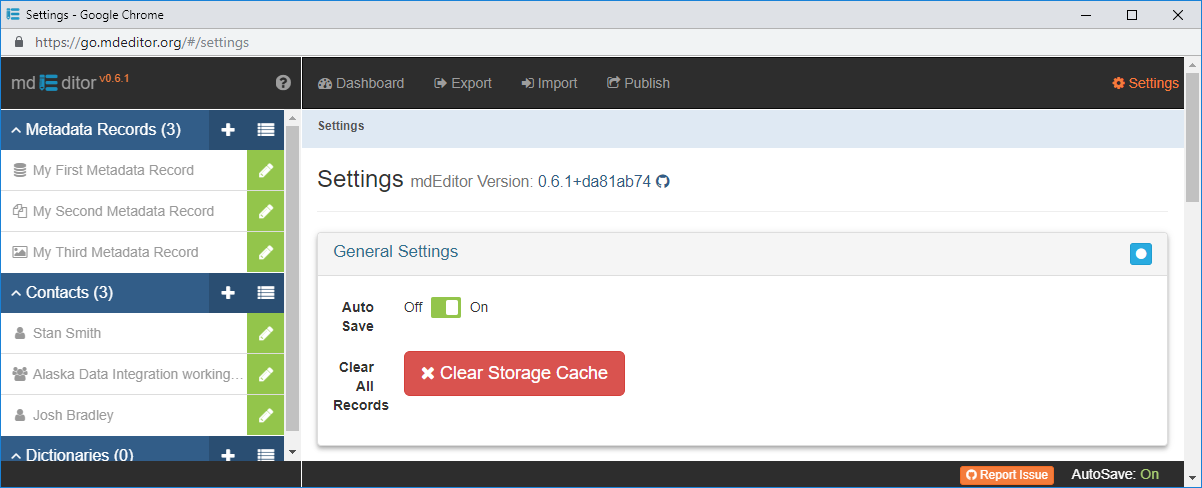 Settings - Google Chrome
https://go.mdeditor.org/#/settings
md Editor v0.6.1
Dashboard Export Import Publish Settings
Metadata Records (3)
My First Metadata Record
My Second Metadata Record
My Third Metadata Record
Contacts (3)
Stan Smith
Alaska Data Integration working...
Josh Bradley
Dictionaries (0)
Settings
Settings mdEditor Version: 0.6.1+da81ab74
General Settings
Auto
Save
Off On
Clear
All
Records
Clear Storage Cache
Report Issue AutoSave: On